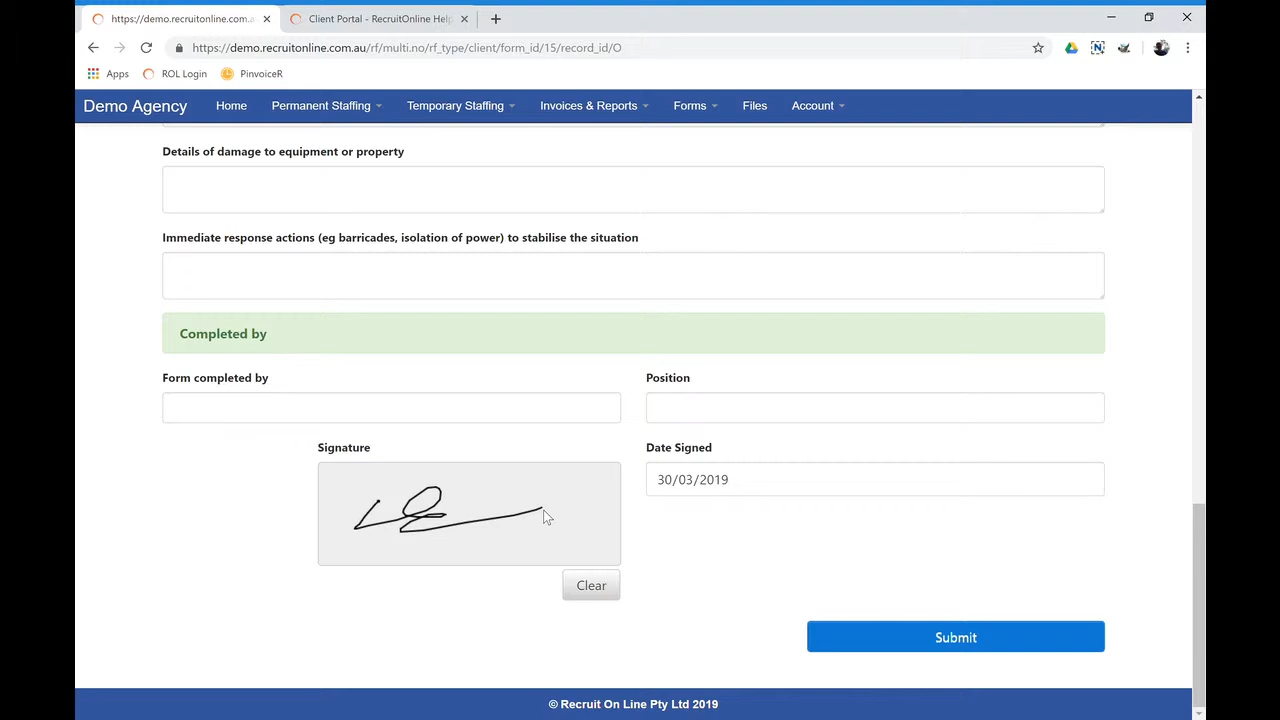 https://demo.recruitonline.com.a
Client Portal - RecruitOnline Help
https://demo.recruitonline.com.au/rf/multi.no/rf_type/client/form_id/15/record_id/O
Apps ROL Login PinvoiceR
Demo Agency Home Permanent Staffing Temporary Staffing Invoices & Reports Forms Files Account
Details of damage to equipment or property
Immediate response actions (eg barricades, isolation of power) to stabilise the situation
Completed by
Form completed by Position
Signature Date Signed
30/03/2019
Clear
Submit
© Recruit On Line Pty Ltd 2019